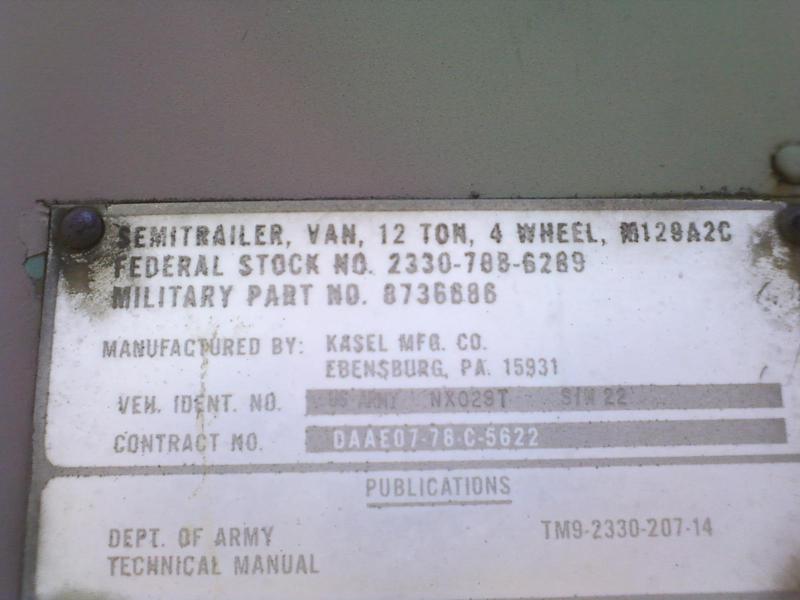 SEMITRAILER, VAN, 12 TON, 4 WHEEL, M129A2C
FEDERAL STOCK NO. 2330-788-6289
MILITARY PART NO. 8736886
MANUFACTURED BY: KASEL MFG. CO.
EBENSBURG, PA. 15931
VEH. IDENT. NO. US ARMY NX029T S/N 22
CONTRACT NO. DAAE07-78-C-5622
PUBLICATIONS
DEPT. OF ARMY TM9-2330-207-14
TECHNICAL MANUAL